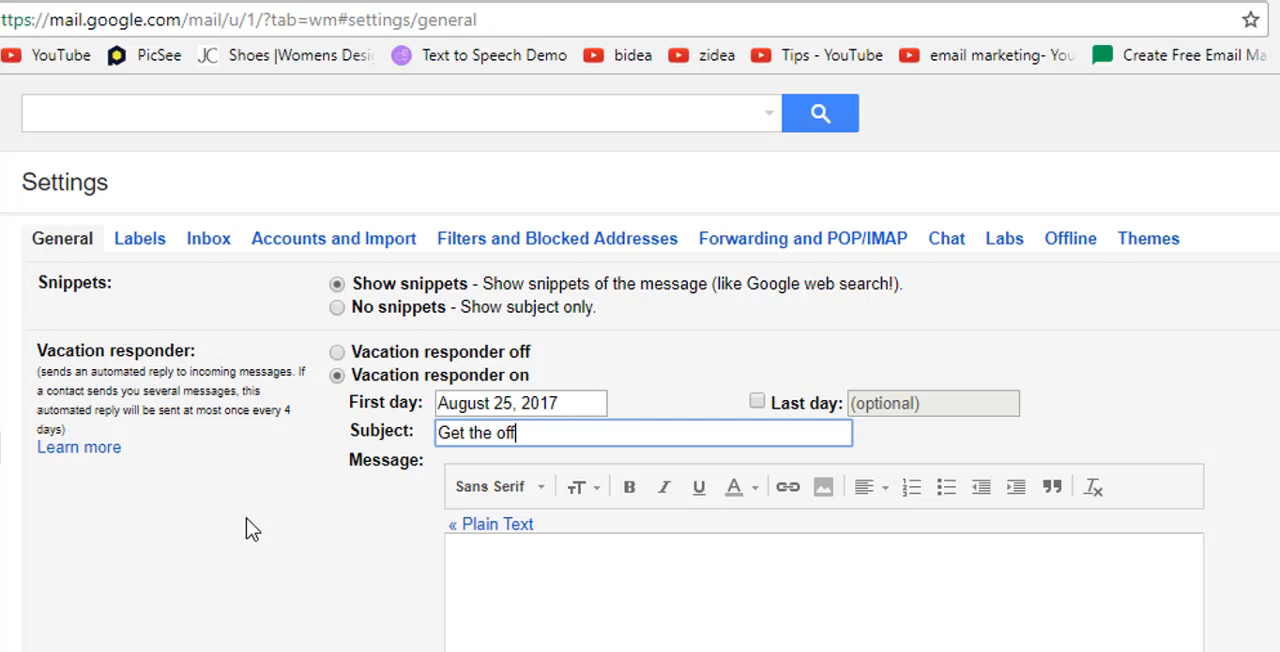 ttps://mail.google.com/mail/u/1/?tab=wm#settings/general
YouTube PicSee JC Shoes |Womens Desi Text to Speech Demo bidea zidea Tips - YouTube email marketing- You Create Free Email Ma
Settings
General Labels Inbox Accounts and Import Filters and Blocked Addresses Forwarding and POP/IMAP Chat Labs Offline Themes
Snippets:
Show snippets - Show snippets of the message (like Google web search!).
No snippets - Show subject only.
Vacation responder:
(sends an automated reply to incoming messages. If
a contact sends you several messages, this
automated reply will be sent at most once every 4
days)
Learn more
Vacation responder off
Vacation responder on
First day: August 25, 2017 Last day: (optional)
Subject: Get the off
Message:
Sans Serif
« Plain Text